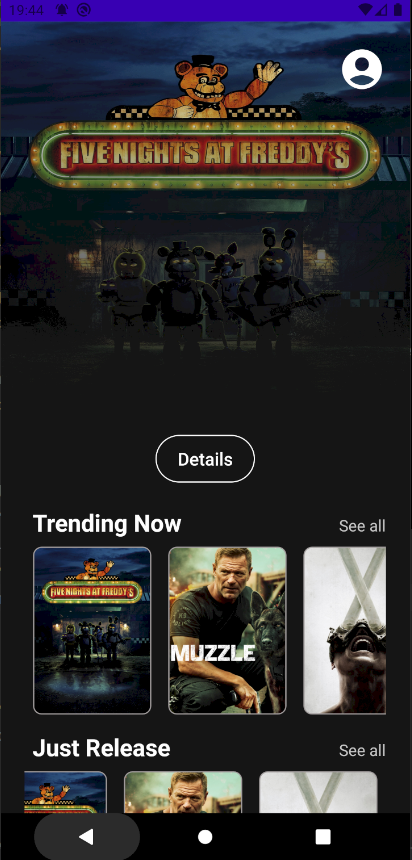 19:44
FIVE NIGHTS AT FREDDY'S
Details
Trending Now
See all
FIVE NIGHTS AT FREDDY'S
MUZZLE
Just Release
See all